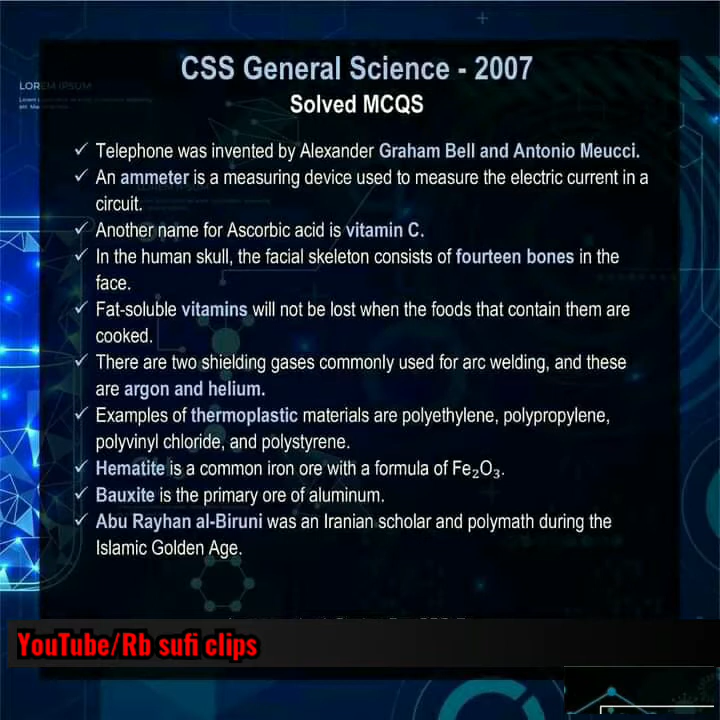 CSS General Science - 2007
Solved MCQS
LOREM IPSUM
✓ Telephone was invented by Alexander Graham Bell and Antonio Meucci.
✓ An ammeter is a measuring device used to measure the electric current in a
circuit.
✓ Another name for Ascorbic acid is vitamin C.
✓ In the human skull, the facial skeleton consists of fourteen bones in the
face.
✓ Fat-soluble vitamins will not be lost when the foods that contain them are
cooked.
✓ There are two shielding gases commonly used for arc welding, and these
are argon and helium.
✓ Examples of thermoplastic materials are polyethylene, polypropylene,
polyvinyl chloride, and polystyrene.
✓ Hematite is a common iron ore with a formula of Fe₂O₃.
✓ Bauxite is the primary ore of aluminum.
✓ Abu Rayhan al-Biruni was an Iranian scholar and polymath during the
Islamic Golden Age.
YouTube/Rb sufi clips